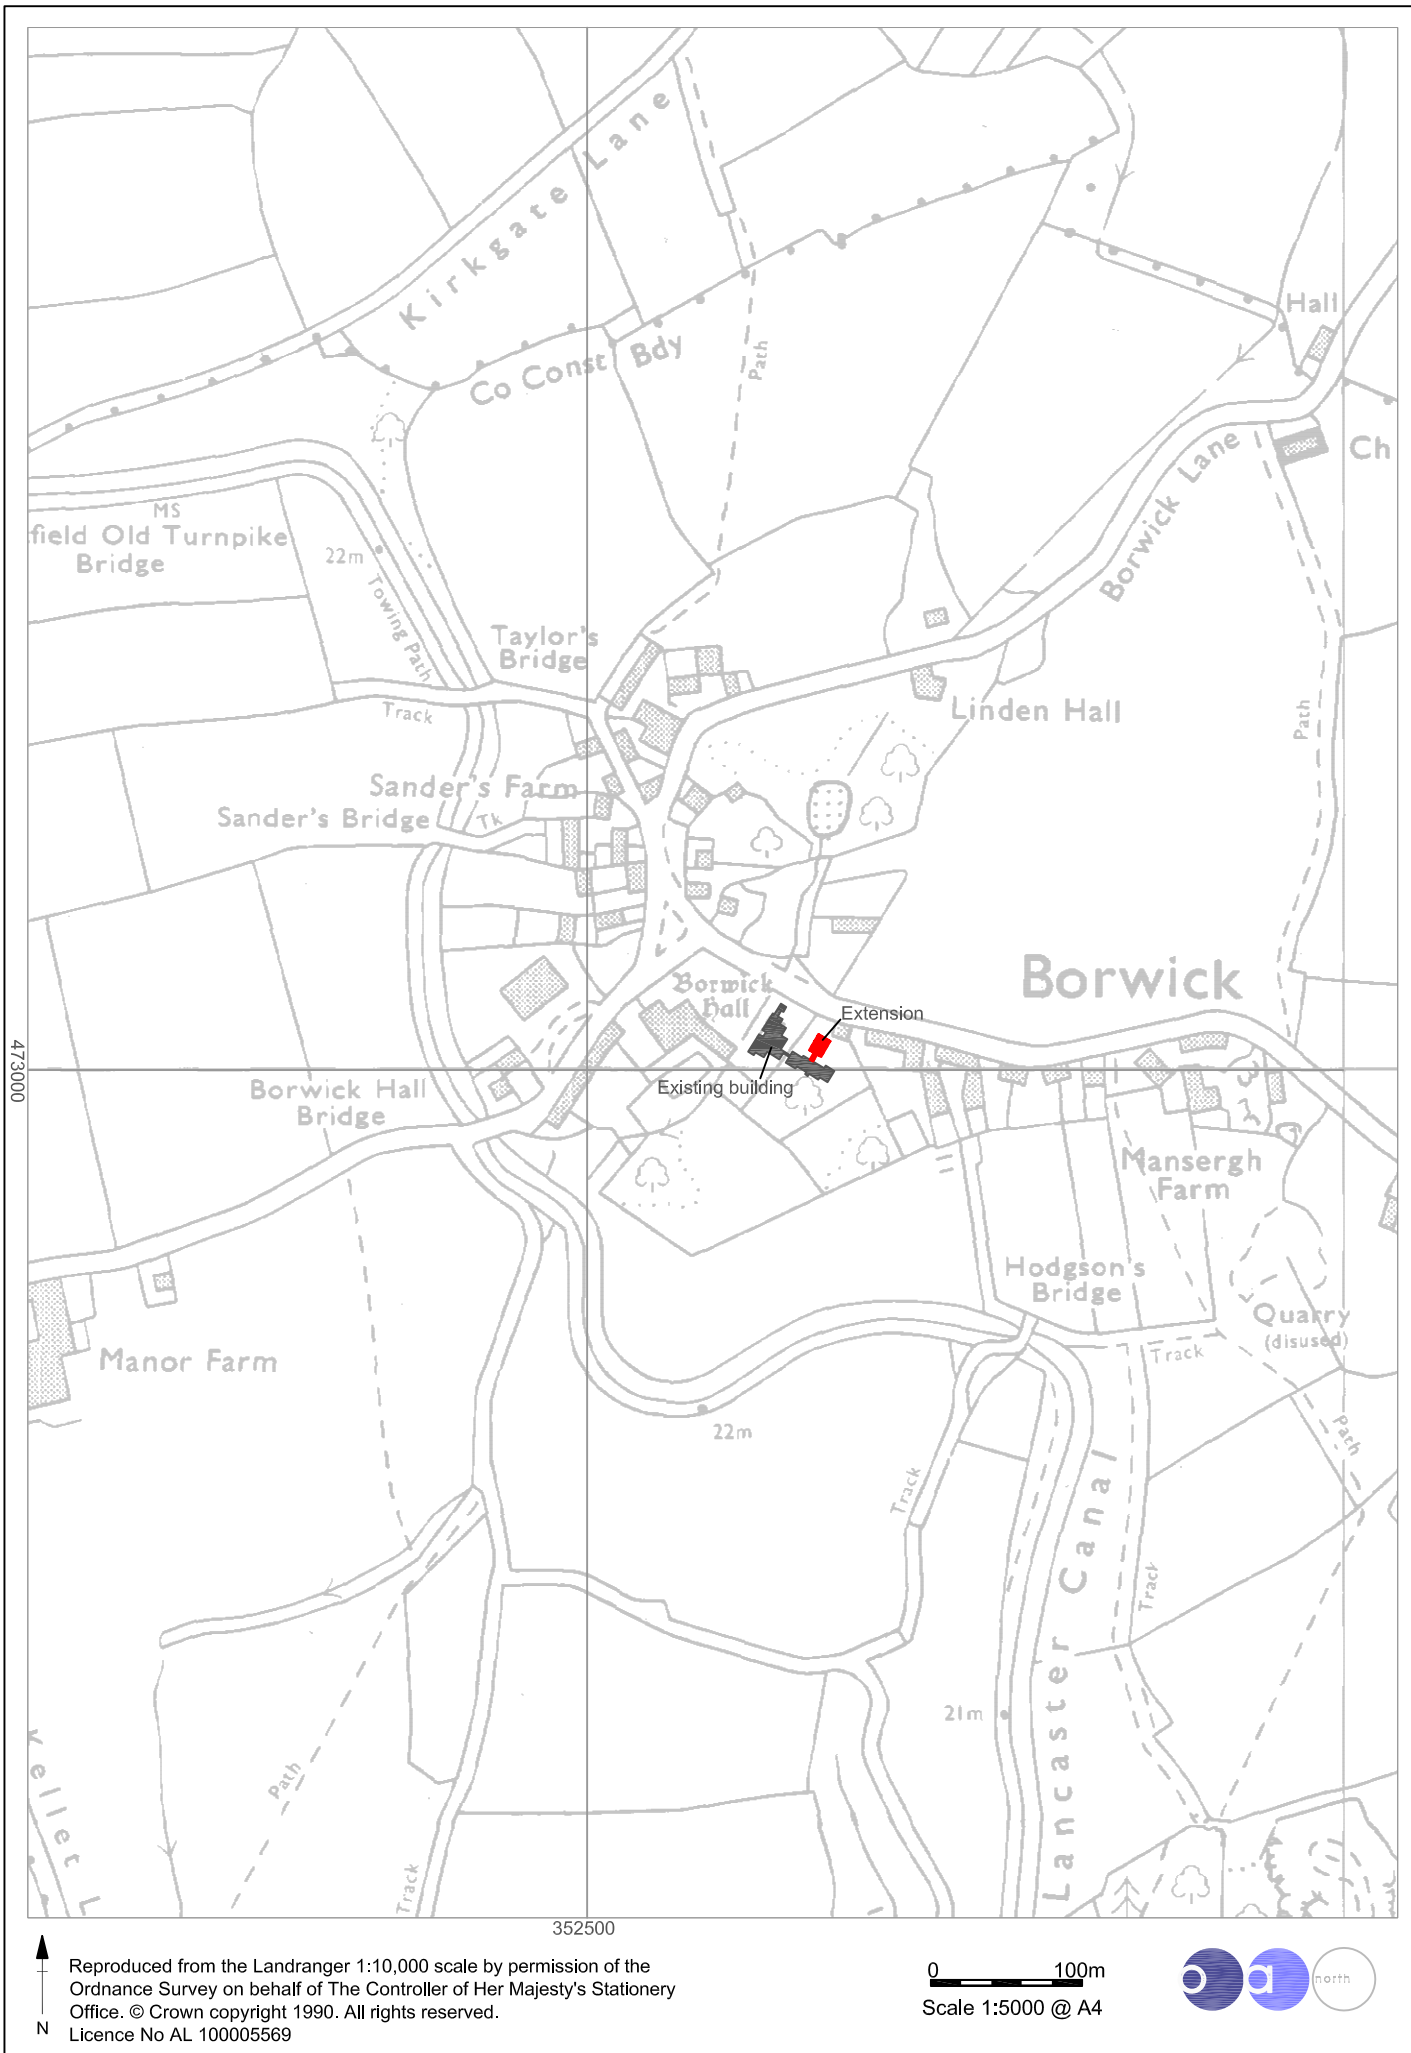 Kirkgate Lane
Co Const Bdy
Path
Hall
Ch
Borwick Lane
MS
field Old Turnpike
Bridge
22m
Towing Path
Taylor's
Bridge
Track
Linden Hall
Path
Sander's Farm
Sander's Bridge
Tk
Borwick
Hall
Borwick
Extension
473000
Existing building
Borwick Hall
Bridge
Mansergh
Farm
Hodgson's
Bridge
Quarry
(disused)
Track
Manor Farm
22m
Path
Track
Lancaster Canal
Track
21m
Path
Kellet L
Track
352500
N
Reproduced from the Landranger 1:10,000 scale by permission of the
Ordnance Survey on behalf of The Controller of Her Majesty's Stationery
Office. © Crown copyright 1990. All rights reserved.
Licence No AL 100005569
0 100m
Scale 1:5000 @ A4
o a north